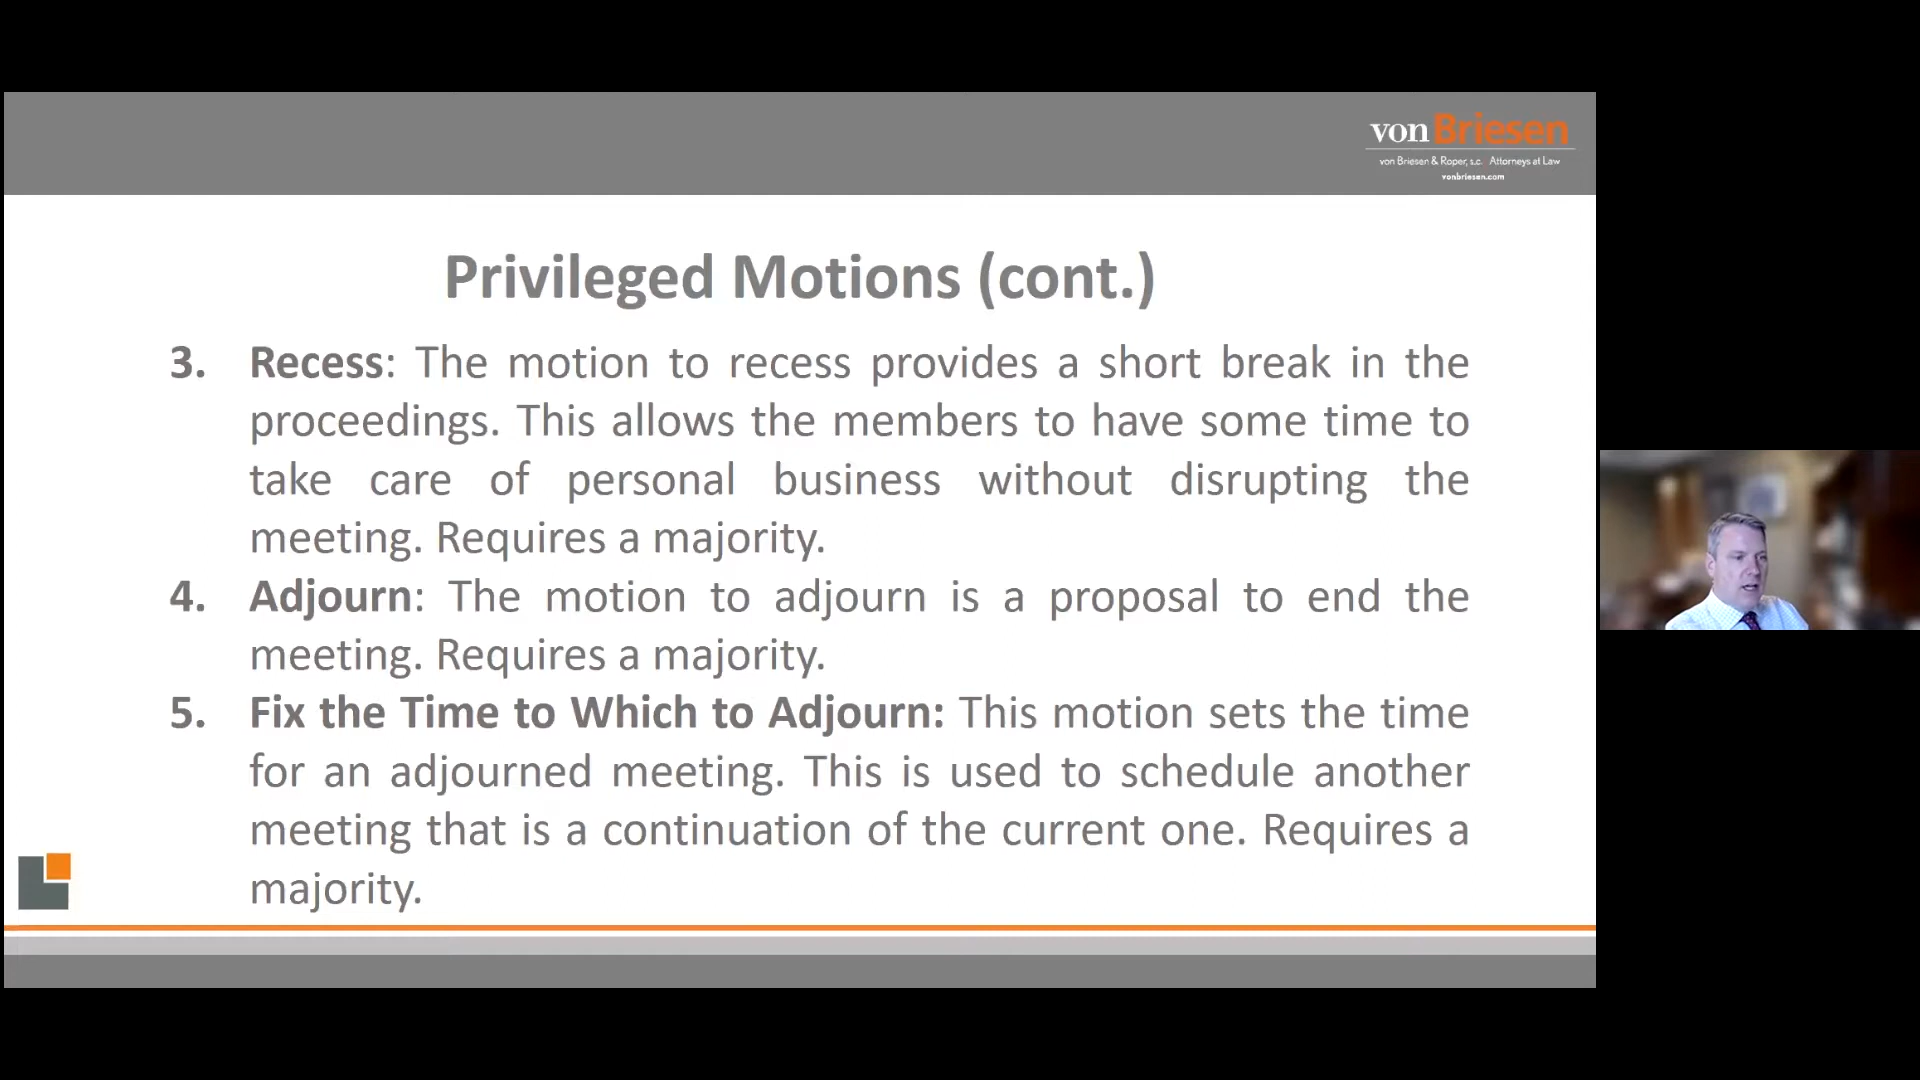 von Briesen
von Briesen & Roper, s.c. Attorneys at Law
vonbriesen.com
Privileged Motions (cont.)
3. Recess: The motion to recess provides a short break in the
proceedings. This allows the members to have some time to
take care of personal business without disrupting the
meeting. Requires a majority.
4. Adjourn: The motion to adjourn is a proposal to end the
meeting. Requires a majority.
5. Fix the Time to Which to Adjourn: This motion sets the time
for an adjourned meeting. This is used to schedule another
meeting that is a continuation of the current one. Requires a
majority.